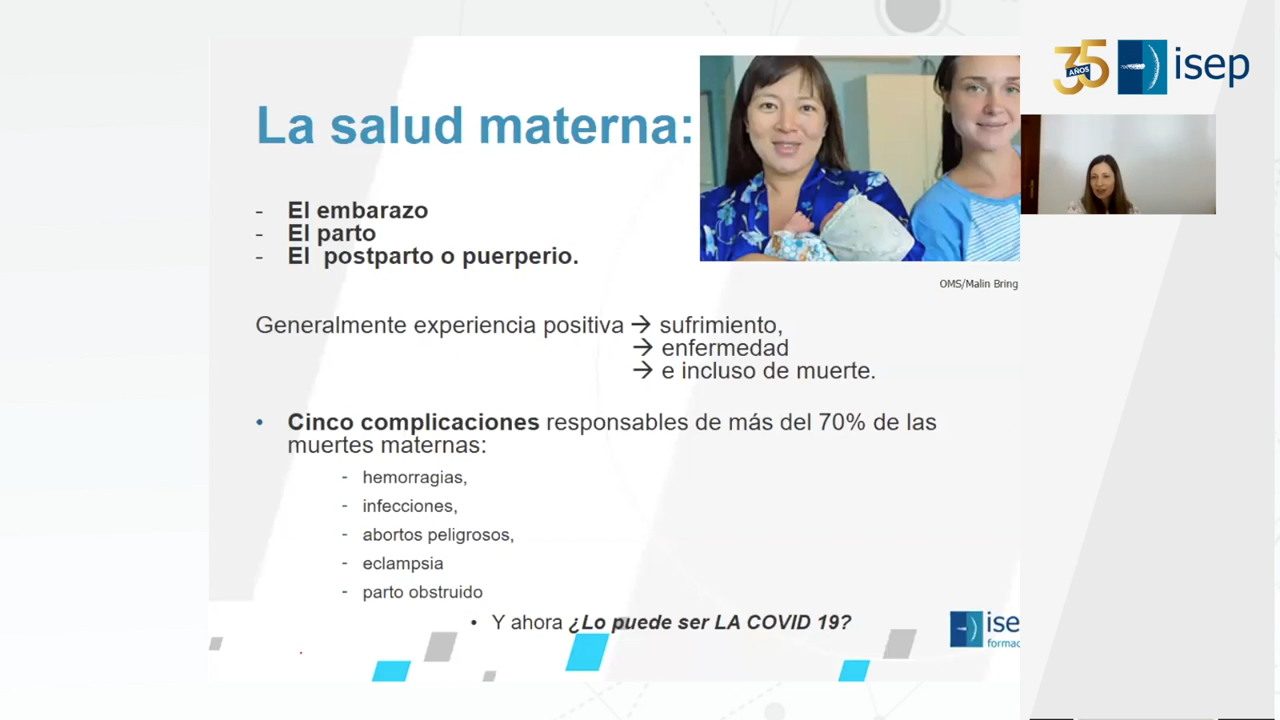 35
AÑOS
isep
La salud materna:
- El embarazo
- El parto
- El postparto o puerperio.
OMS/Malin Bring
Generalmente experiencia positiva → sufrimiento,
→ enfermedad
→ e incluso de muerte.
• Cinco complicaciones responsables de más del 70% de las
muertes maternas:
- hemorragias,
- infecciones,
- abortos peligrosos,
- eclampsia
- parto obstruido
• Y ahora ¿Lo puede ser LA COVID 19?
isep
formac